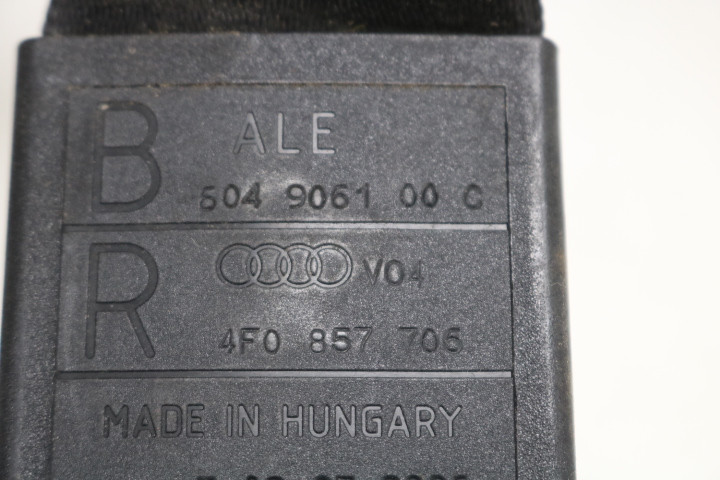 B ALE
604 9061 00 C
R V04
4F0 857 706
MADE IN HUNGARY